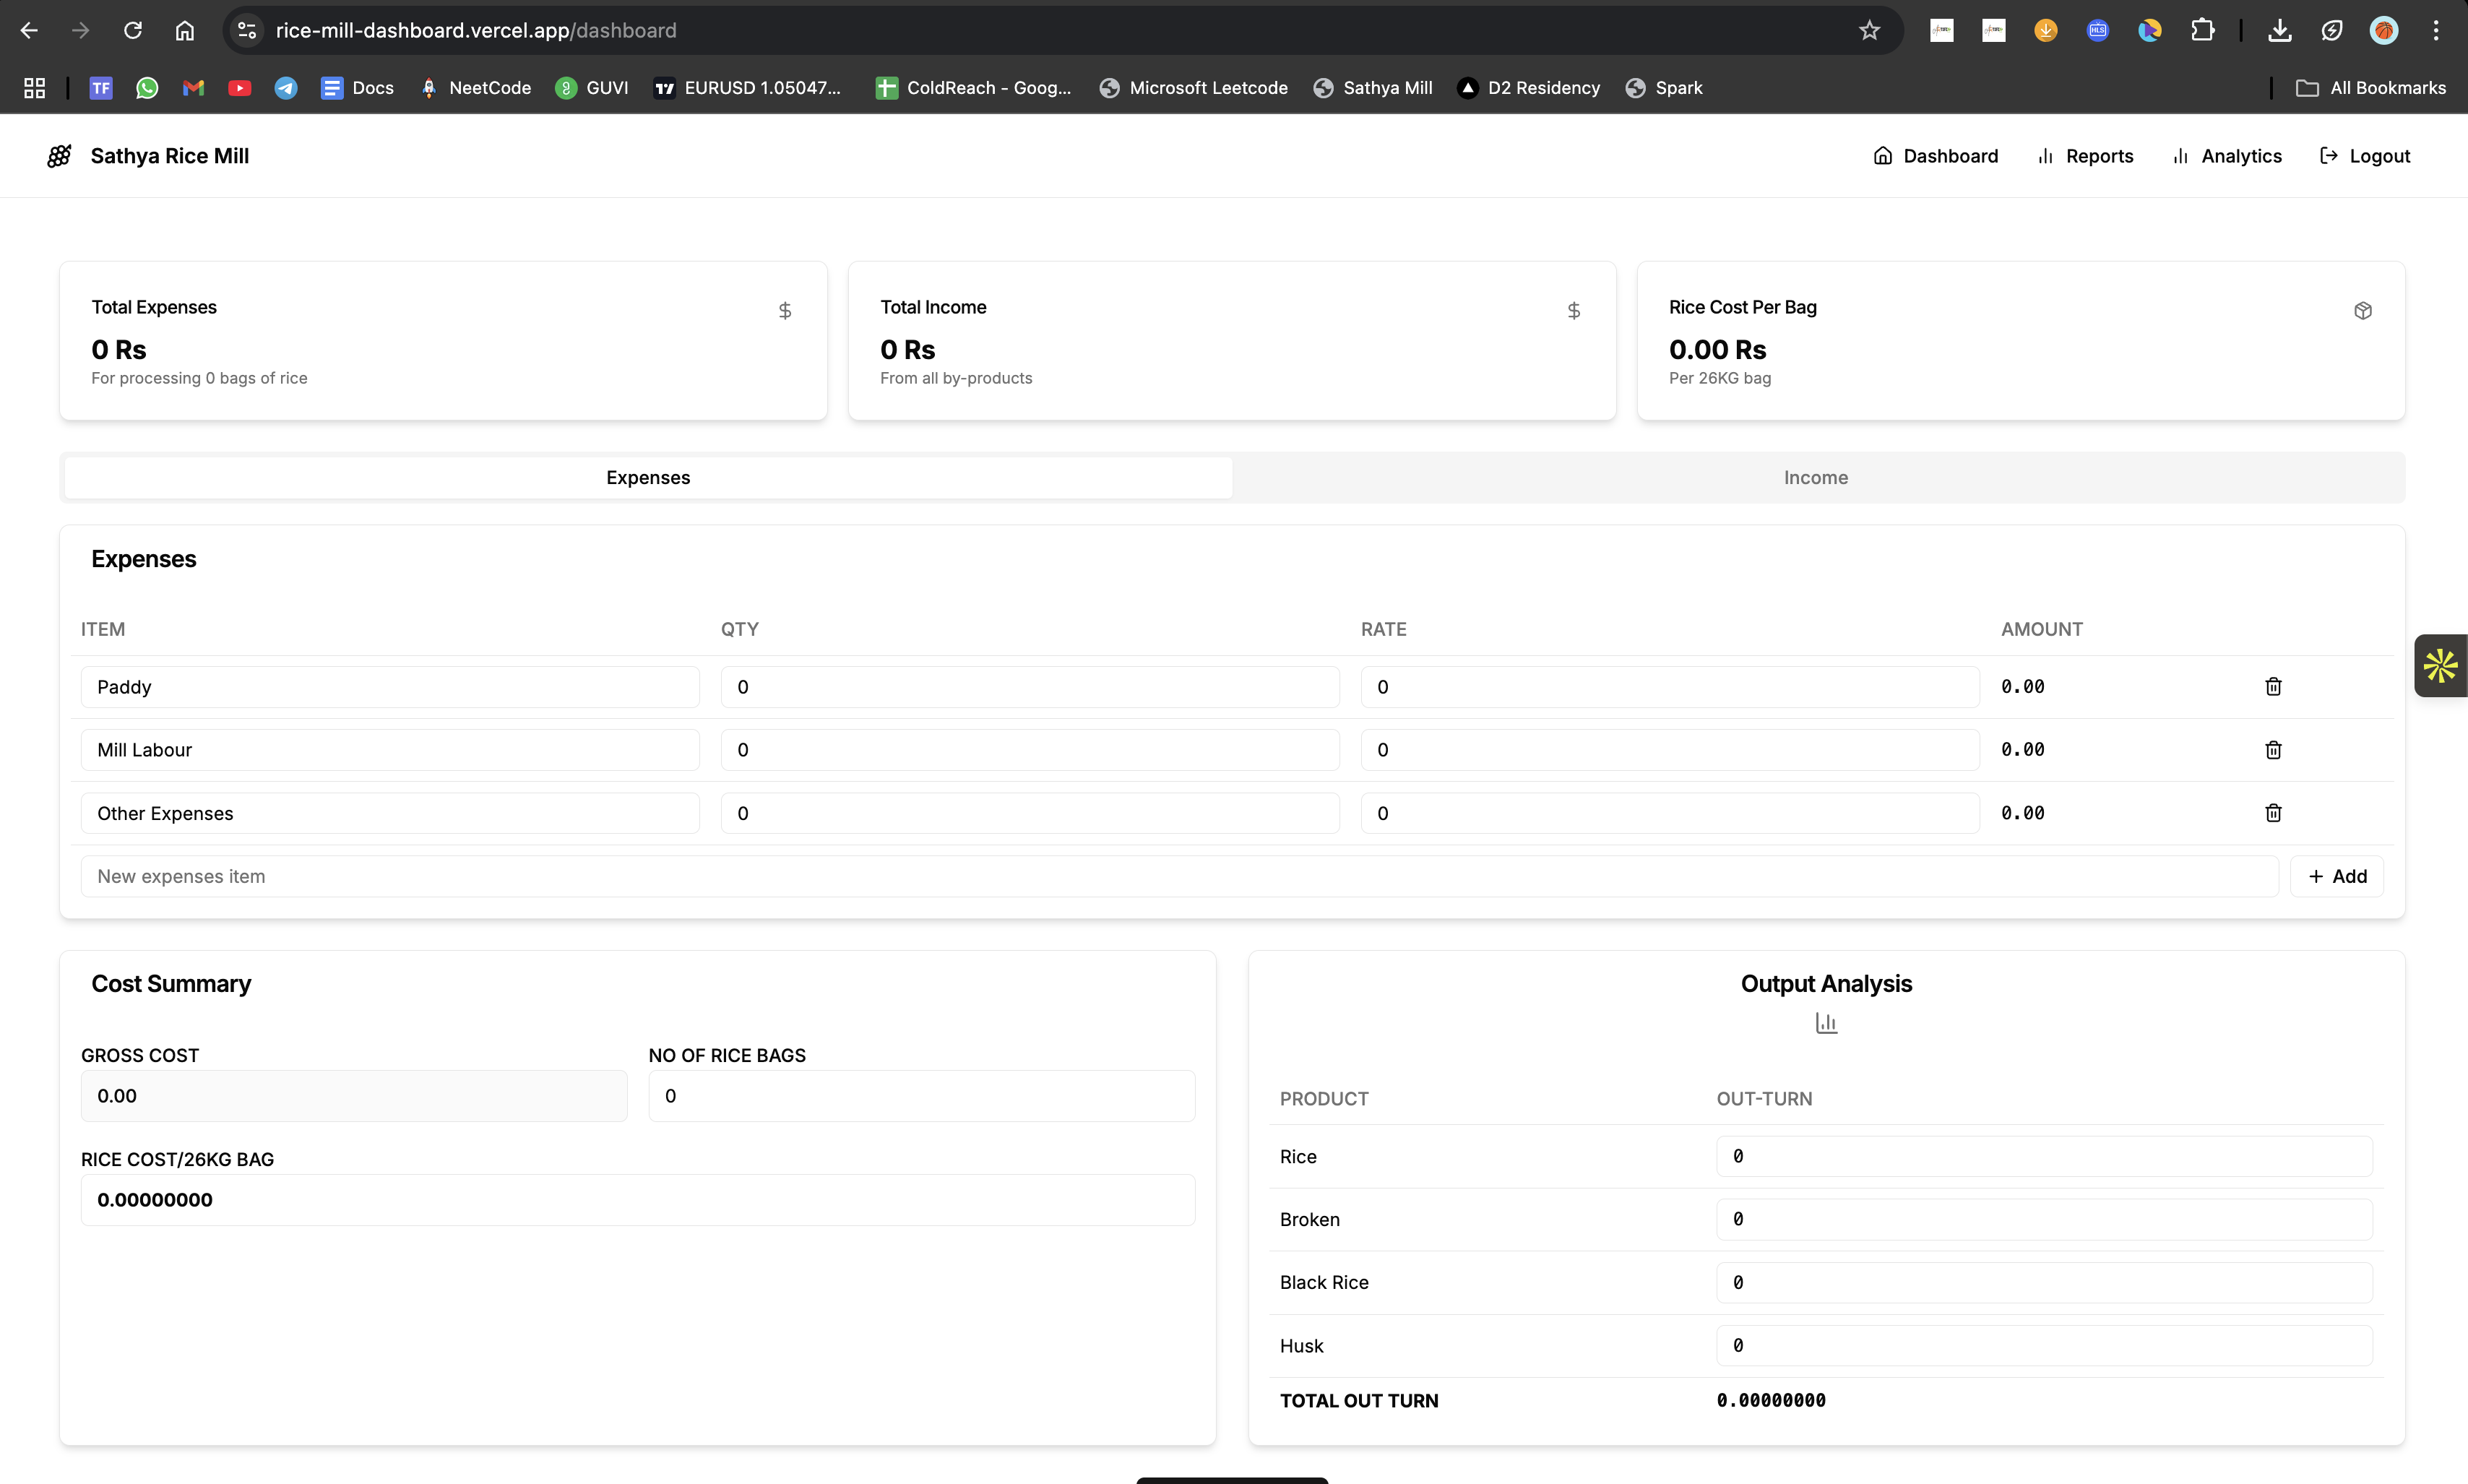 rice-mill-dashboard.vercel.app/dashboard
TF Docs NeetCode GUVI EURUSD 1.05047... ColdReach - Goog... Microsoft Leetcode Sathya Mill D2 Residency Spark All Bookmarks
Sathya Rice Mill Dashboard Reports Analytics Logout
Total Expenses $
0 Rs
For processing 0 bags of rice
Total Income $
0 Rs
From all by-products
Rice Cost Per Bag
0.00 Rs
Per 26KG bag
Expenses Income
Expenses
ITEM QTY RATE AMOUNT
Paddy 0 0 0.00
Mill Labour 0 0 0.00
Other Expenses 0 0 0.00
New expenses item + Add
Cost Summary
GROSS COST NO OF RICE BAGS
0.00 0
RICE COST/26KG BAG
0.00000000
Output Analysis
PRODUCT OUT-TURN
Rice 0
Broken 0
Black Rice 0
Husk 0
TOTAL OUT TURN 0.00000000